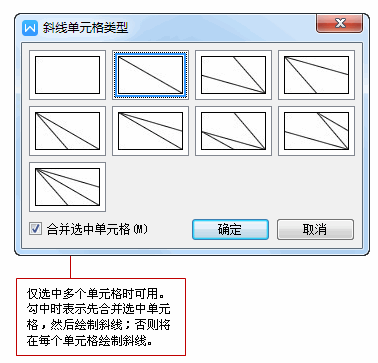 斜线单元格类型
合并选中单元格(M)
确定
取消
仅选中多个单元格时可用。
勾中时表示先合并选中单元
格，然后绘制斜线；否则将
在每个单元格绘制斜线。